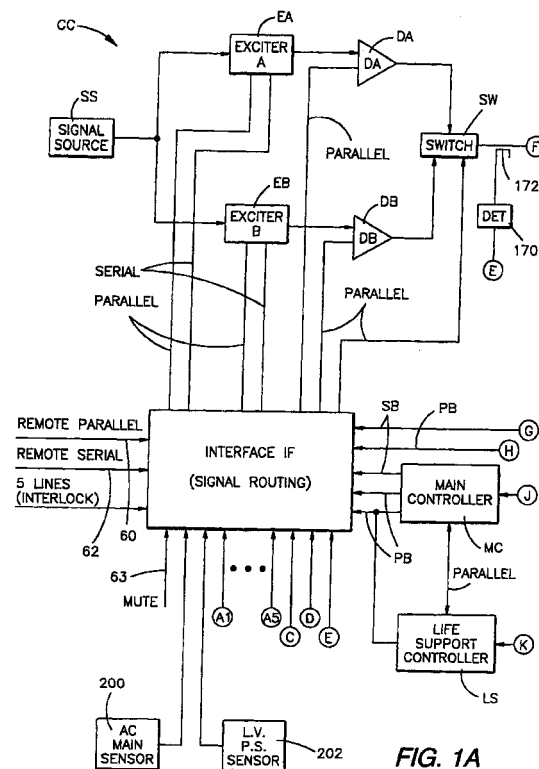 CC
EA
EXCITER
A
DA
DA
SS
SIGNAL
SOURCE
SW
SWITCH
F
PARALLEL
172
EB
EXCITER
B
DB
DB
DET
170
E
SERIAL
PARALLEL
PARALLEL
REMOTE PARALLEL
REMOTE SERIAL
5 LINES
(INTERLOCK)
INTERFACE IF
(SIGNAL ROUTING)
SB
PB
G
H
MAIN
CONTROLLER
J
MC
62
60
63
MUTE
A1
A5
C
D
E
PB
PARALLEL
LIFE
SUPPORT
CONTROLLER
K
LS
200
AC
MAIN
SENSOR
L.V.
P.S.
SENSOR
202
FIG. 1A